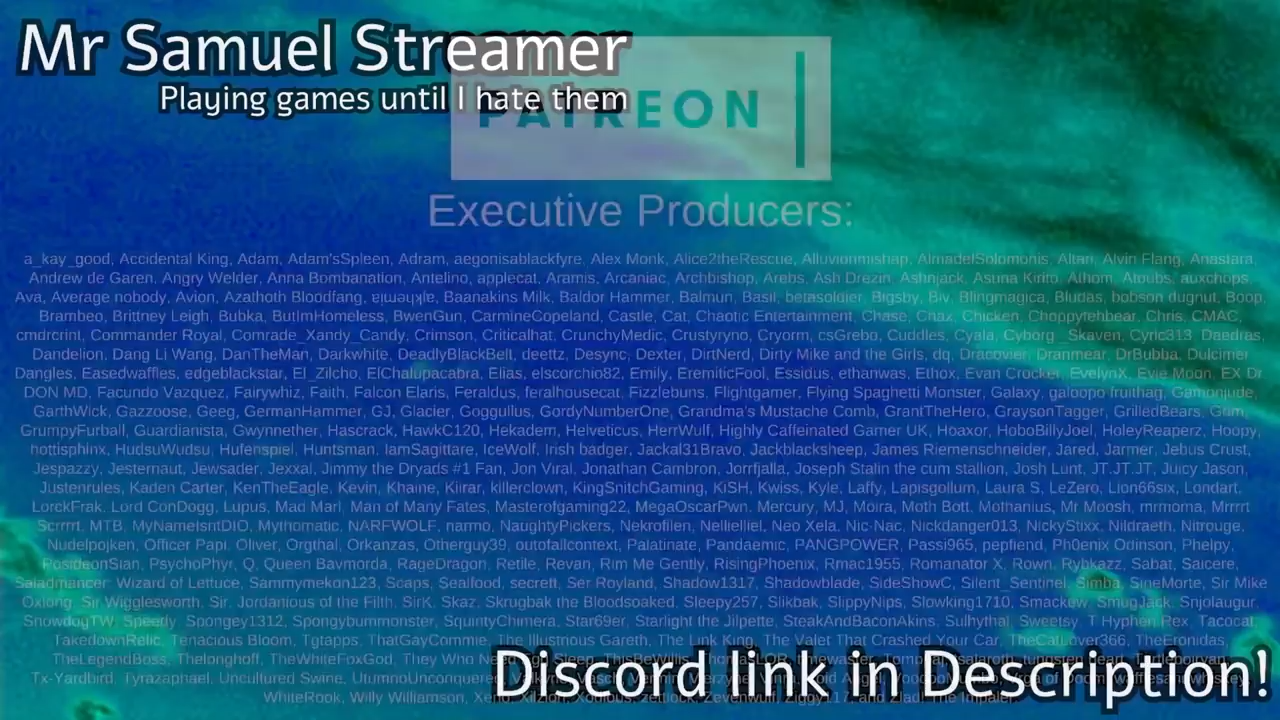 Mr Samuel Streamer
Playing games until I hate them
PATREON
Executive Producers:
a_kay_good, Accidental King, Adam, Adam'sSpleen, Adram, aegonisablackfyre, Alex Monk, Alice2theRescue, Alluvionmishap, AlmadelSolomonis, Altari, Alvin Flang, Anastara,
Andrew de Garen, Angry Welder, Anna Bombanation, Antelino, applecat, Aramis, Arcaniac, Archbishop, Arebs, Ash Drezin, Ashnjack, Asuna Kirito, Athom, Atoubs, auxchops,
Ava, Average nobody, Avion, Azathoth Bloodfang, Baanakins Milk, Baldor Hammer, Balmun, Basil, betasoldier, Bigsby, Biv, Blingmagica, Bludas, bobson dugnut, Boop,
Brambeo, Brittney Leigh, Bubka, ButImHomeless, BwenGun, CarmineCopeland, Castle, Cat, Chaotic Entertainment, Chase, Chax, Chicken, Choppyrehbear, Chris, CMAC,
cmdrcrint, Commander Royal, Comrade_Xandy_Candy, Crimson, Criticalhat, CrunchyMedic, Crustyryno, Cryorm, csGrebo, Cuddles, Cyala, Cyborg_Skaven, Cyric313, Daedras,
Dandelion, Dang Li Wang, DanTheMan, Darkwhite, DeadlyBlackBelt, deettz, Desync, Dexter, DirtNerd, Dirty Mike and the Girls, dq, Dracovier, Dranmear, DrBubba, Dulcimer
Dangles, Easedwaffles, edgeblackstar, El_Zilcho, ElChalupacabra, Elias, elscorchio82, Emily, EremiticFool, Essidus, ethanwas, Ethox, Evan Crocker, EvelynX, Evie Moon, EX Dr
DON MD, Facundo Vazquez, Fairywhiz, Faith, Falcon Elaris, Feraldus, feralhousecat, Fizzlebuns, Flightgamer, Flying Spaghetti Monster, Galaxy, galoopo fruithag, Gamonjude,
GarthWick, Gazzoose, Geeg, GermanHammer, GJ, Glacier, Goggullus, GordyNumberOne, Grandma's Mustache Comb, GrantTheHero, GraysonTagger, GrilledBears, Gum,
GrumpyFurball, Guardianista, Gwynnether, Hascrack, HawkC120, Hekadem, Helveticus, HerrWulf, Highly Caffeinated Gamer UK, Hoaxor, HoboBillyJoel, HoleyReaperz, Hoopy,
hottisphinx, HudsuWudsu, Hufenspiel, Huntsman, IamSagittare, IceWolf, Irish badger, Jackal31Bravo, Jackblacksheep, James Riemenschneider, Jared, Jarmer, Jebus Crust,
Jespazzy, Jesternaut, Jewsader, Jexxal, Jimmy the Dryads #1 Fan, Jon Viral, Jonathan Cambron, Jorrfjalla, Joseph Stalin the cum stallion, Josh Lunt, JT.JT.JT, Juicy Jason,
Justenrules, Kaden Carter, KenTheEagle, Kevin, Khaine, Kiirar, killerclown, KingSnitchGaming, KiSH, Kwiss, Kyle, Laffy, Lapisgollum, Laura S, LeZero, Lion66six, Londart,
LorckFrak, Lord ConDogg, Lupus, Mad Marl, Man of Many Fates, Masterofgaming22, MegaOscarPwn, Mercury, MJ, Moira, Moth Bott, Mothanius, Mr Moosh, mrmoma, Mrrrrt
Scrrrrt, MTB, MyNameIsntDIO, Mythomatic, NARFWOLF, narmo, NaughtyPickers, Nekrofilen, Nellielliel, Neo Xela, Nic-Nac, Nickdanger013, NickyStixx, Nildraeth, Nitrouge,
Nudelpojken, Officer Papi, Oliver, Orgthal, Orkanzas, Otherguy39, outofallcontext, Palatinate, Pandaemic, PANGPOWER, Passi965, pepfiend, Ph0enix Odinson, Phelpy,
PosideonSian, PsychoPhyr, Q, Queen Bavmorda, RageDragon, Retile, Revan, Rim Me Gently, RisingPhoenix, Rmac1955, Romanator X, Rown, Rykrazz, Sabat, Saicere,
Saladmancer: Wizard of Lettuce, Sammymekon123, Scaps, Sealfood, secrett, Ser Royland, Shadow1317, Shadowblade, SideShowC, Silent_Sentinel, Simba, SineMorte, Sir Mike
Oxlong, Sir Wigglesworth, Sir. Jordanious of the Filth, SirK, Skaz, Skrugbak the Bloodsoaked, Sleepy257, Slikbak, SlippyNips, Slowking1710, Smackow, SmugJack, Snjolaugur,
SnowdogTW, Speerly, Spongey1312, Spongybummonster, SquintyChimera, Star69er, Starlight the Jilpette, SteakAndBaconAkins, Sulhythal, Sweetsy, T Hyphen Rex, Tacocat,
TakedownRelic, Tenacious Bloom, Tgtapps, ThatGayCommie, The Illustrious Gareth, The Link King, The Valet That Crashed Your Car, TheCatLover366, TheEronidas,
TheLegendBoss, Thelonghoff, TheWhiteFoxGod, They Who Need No Sleep, ThisBeWillis,
Tx-Yardbird, Tyrazaphael, Uncultured Swine,
WhiteRook, Willy Williamson,
Discord link in Description!